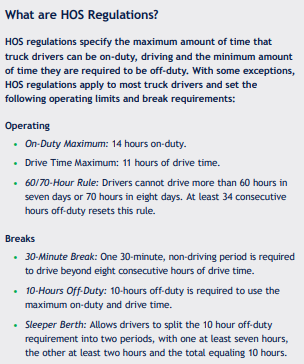 What are HOS Regulations?
HOS regulations specify the maximum amount of time that
truck drivers can be on-duty, driving and the minimum amount
of time they are required to be off-duty. With some exceptions,
HOS regulations apply to most truck drivers and set the
following operating limits and break requirements:
Operating
• On-Duty Maximum: 14 hours on-duty.
• Drive Time Maximum: 11 hours of drive time.
• 60/70-Hour Rule: Drivers cannot drive more than 60 hours in
seven days or 70 hours in eight days. At least 34 consecutive
hours off-duty resets this rule.
Breaks
• 30-Minute Break: One 30-minute, non-driving period is required
to drive beyond eight consecutive hours of drive time.
• 10-Hours Off-Duty: 10-hours off-duty is required to use the
maximum on-duty and drive time.
• Sleeper Berth: Allows drivers to split the 10 hour off-duty
requirement into two periods, with one at least seven hours,
the other at least two hours and the total equaling 10 hours.